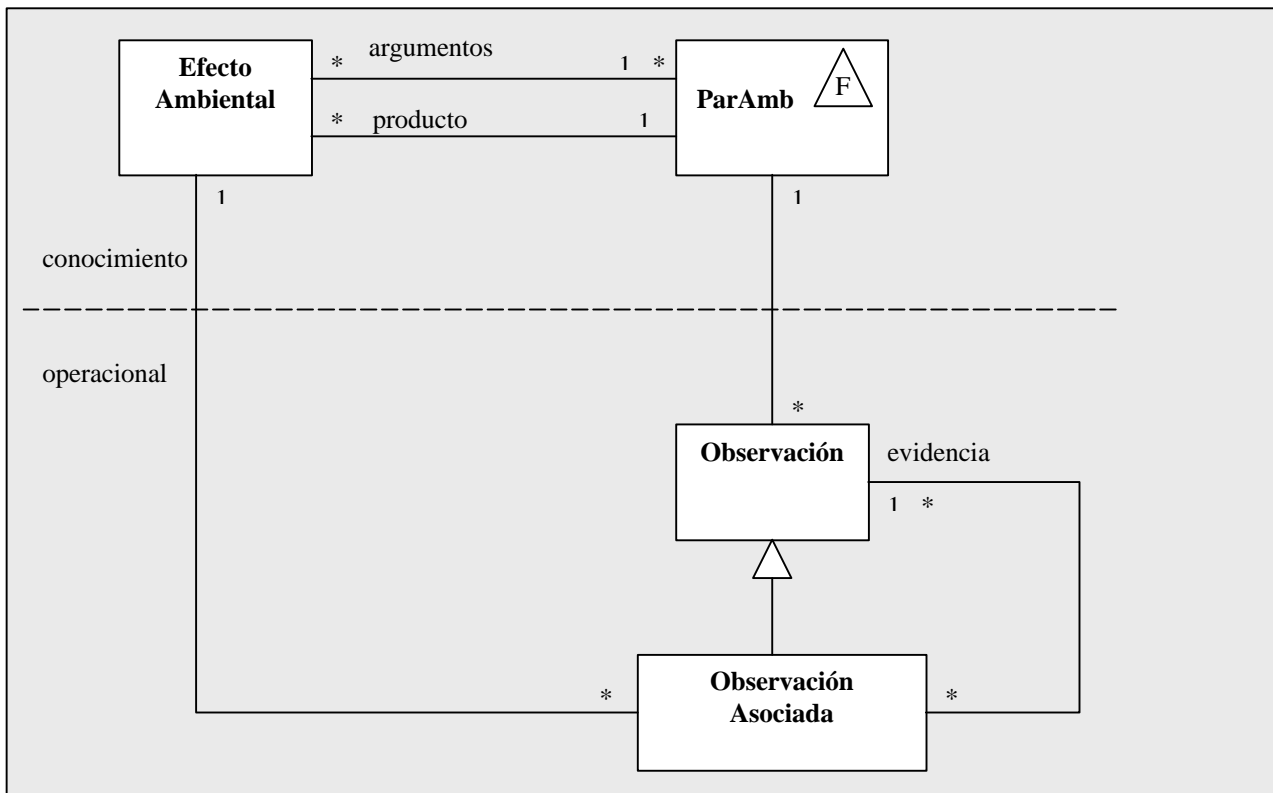 Efecto
Ambiental
* argumentos 1 *
* producto 1
ParAmb
F
1
1
conocimiento
operacional
*
Observación
evidencia
1 *
*
Observación
Asociada
*